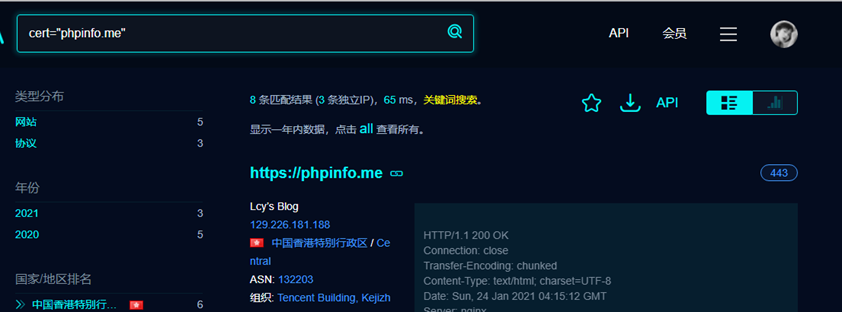 cert="phpinfo.me"
API
会员
类型分布
网站 5
协议 3
年份
2021 3
2020 5
国家/地区排名
中国香港特别行... 6
8 条匹配结果 (3 条独立IP)，65 ms，关键词搜索。
API
显示一年内数据，点击 all 查看所有。
https://phpinfo.me
443
Lcy's Blog
129.226.181.188
中国香港特别行政区 / Ce
ntral
ASN: 132203
组织: Tencent Building, Kejizh
HTTP/1.1 200 OK
Connection: close
Transfer-Encoding: chunked
Content-Type: text/html; charset=UTF-8
Date: Sun, 24 Jan 2021 04:15:12 GMT
Server: nginx